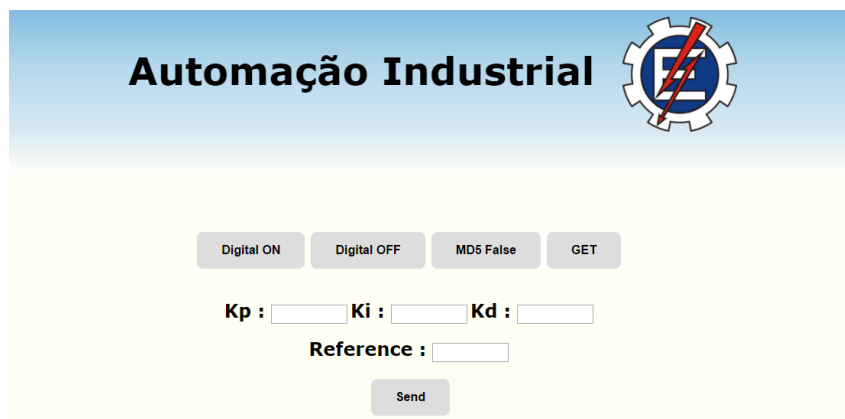 Automação Industrial
Digital ON Digital OFF MD5 False GET
Kp : Ki : Kd :
Reference :
Send